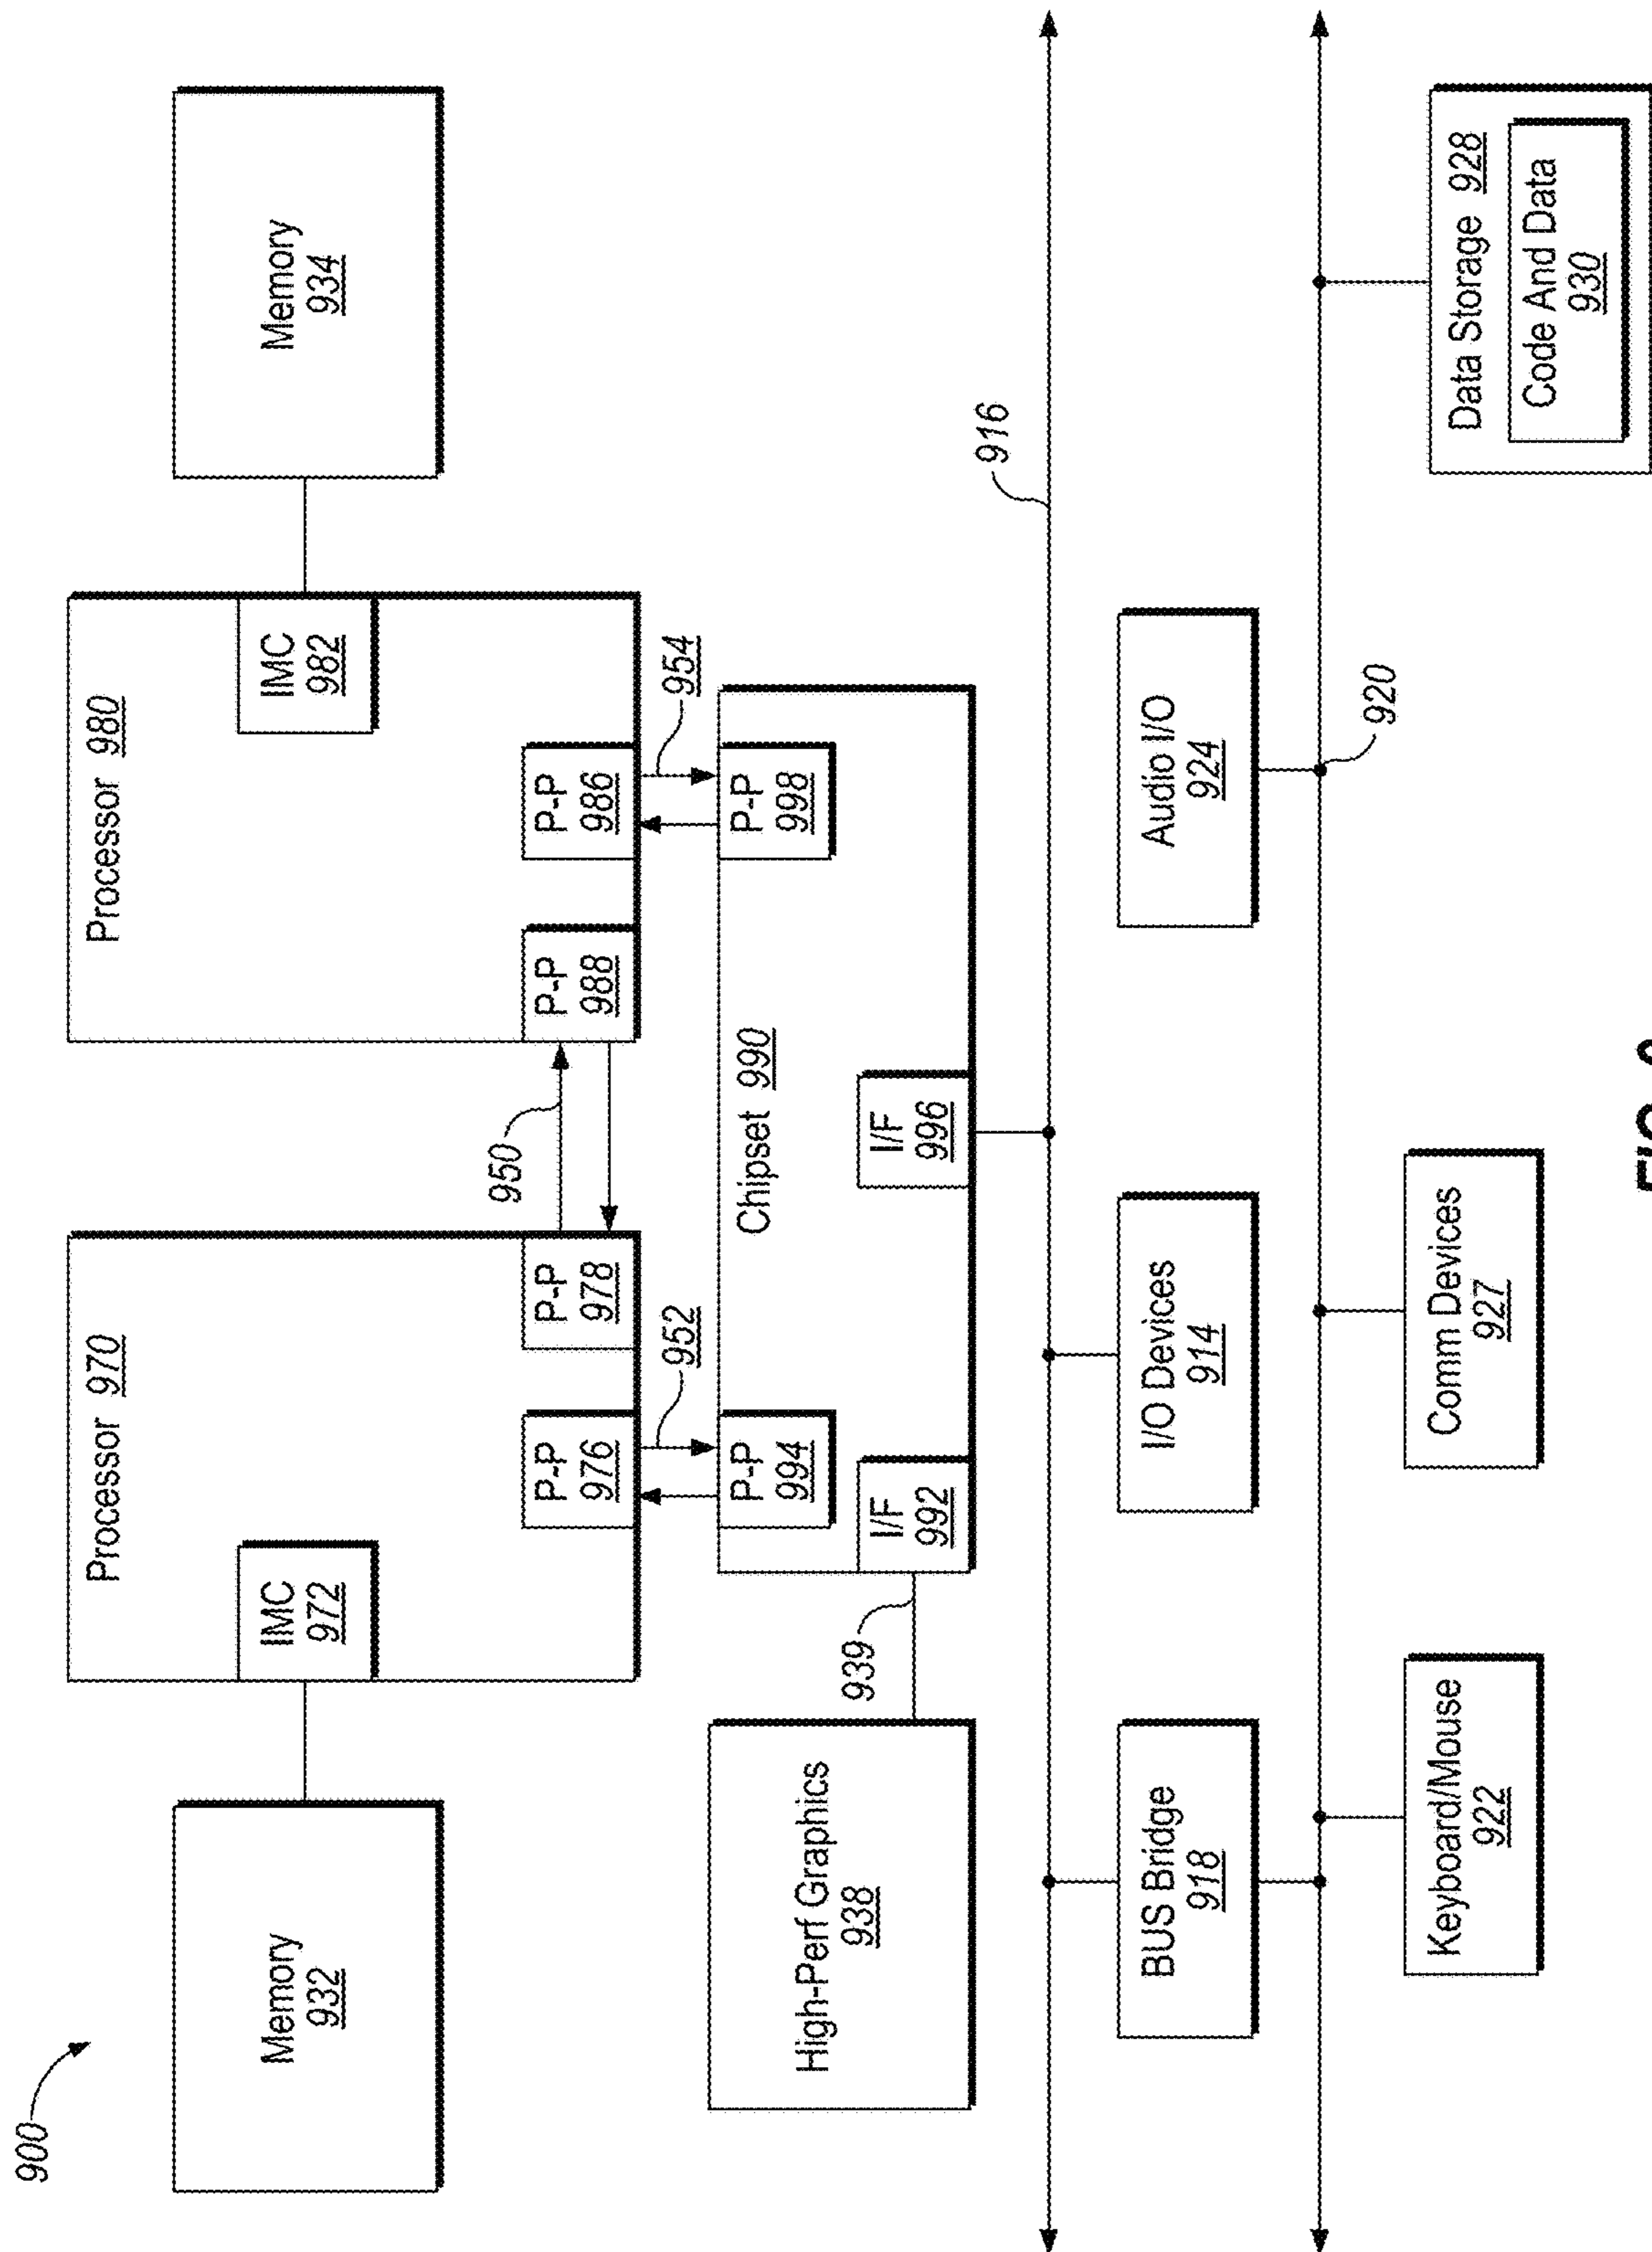 900
Memory
932
Processor 970
IMC
972
P-P
976
P-P
978
950
Processor 980
IMC
982
P-P
988
P-P
986
Memory
934
952
954
High-Perf Graphics
938
939
Chipset 990
P-P
994
P-P
998
I/F
992
I/F
996
916
BUS Bridge
918
I/O Devices
914
Audio I/O
924
920
Keyboard/Mouse
922
Comm Devices
927
Data Storage 928
Code And Data
930